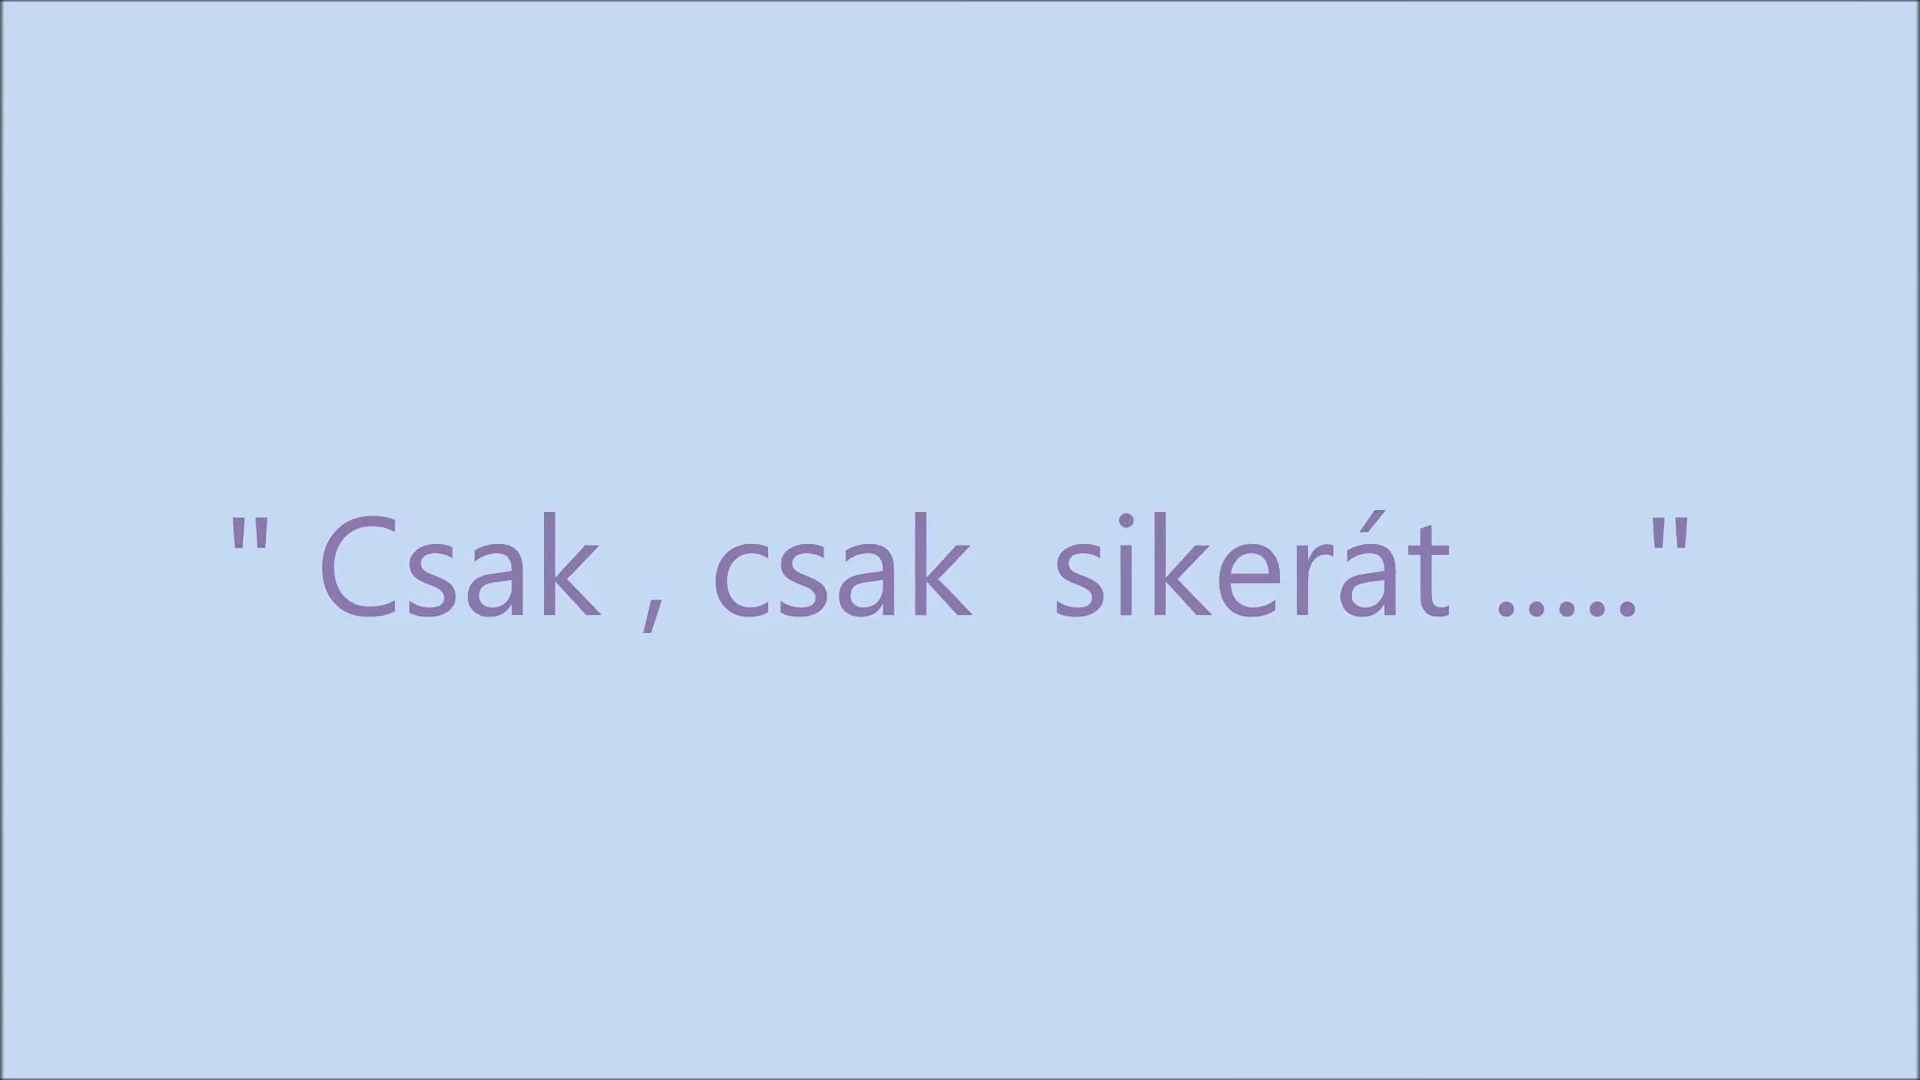 " Csak , csak  sikerát ....."